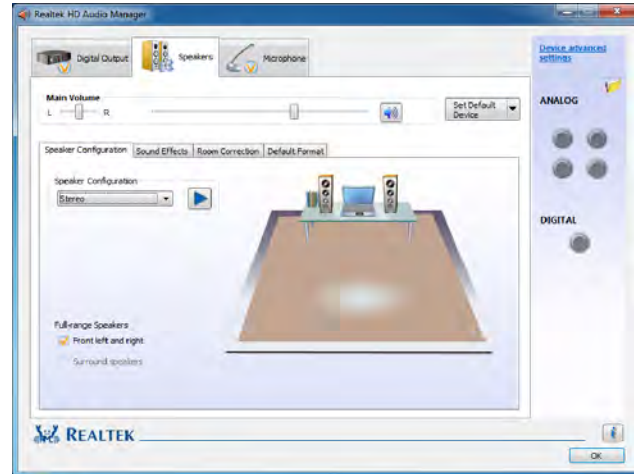 Realtek HD Audio Manager
Digital Output
Speakers
Microphone
Device advanced
settings
Main Volume
L
R
Set Default
Device
ANALOG
Speaker Configuration
Sound Effects
Room Correction
Default Format
Speaker Configuration
Stereo
DIGITAL
Full-range Speakers
Front left and right
Surround speakers
REALTEK
i
OK